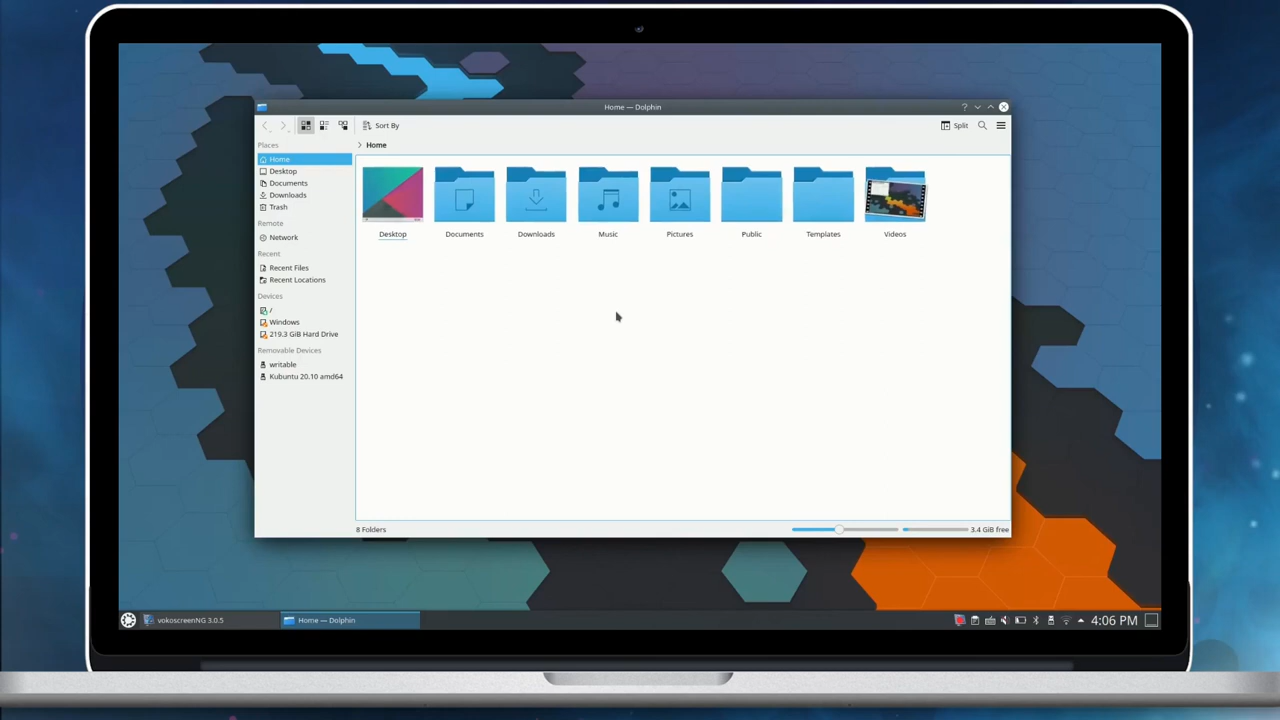 Home — Dolphin
Sort By
Split
Places
Home
Desktop
Documents
Downloads
Trash
Remote
Network
Recent
Recent Files
Recent Locations
Devices
/
Windows
219.3 GiB Hard Drive
Removable Devices
writable
Kubuntu 20.10 amd64
Home
Desktop
Documents
Downloads
Music
Pictures
Public
Templates
Videos
8 Folders
3.4 GiB free
vokoscreenNG 3.0.5
Home — Dolphin
4:06 PM